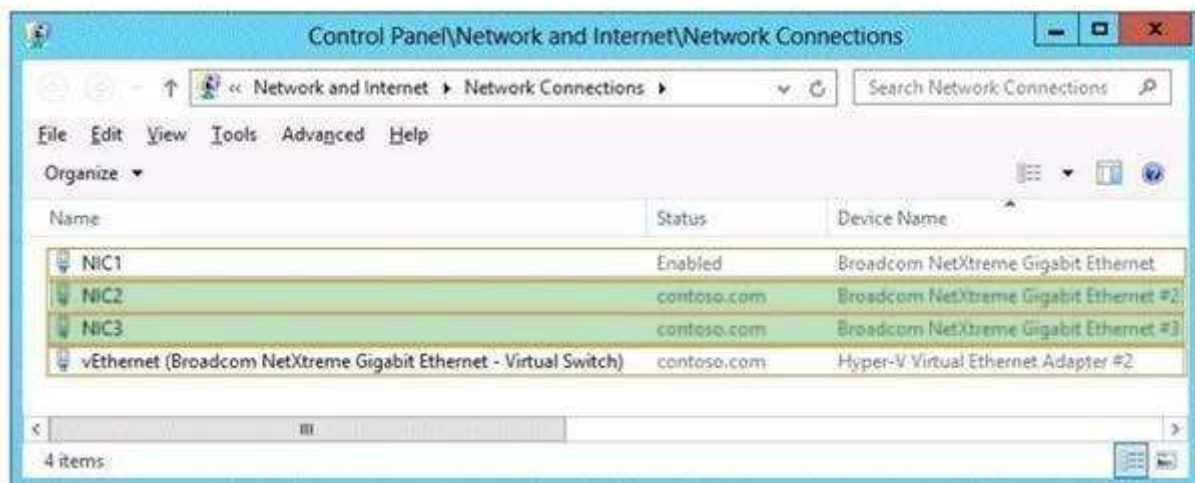 Control Panel\Network and Internet\Network Connections
« Network and Internet ▸ Network Connections ▸ Search Network Connections
File Edit View Tools Advanced Help
Organize
Name Status Device Name
NIC1 Enabled Broadcom NetXtreme Gigabit Ethernet
NIC2 contoso.com Broadcom NetXtreme Gigabit Ethernet #2
NIC3 contoso.com Broadcom NetXtreme Gigabit Ethernet #3
vEthernet (Broadcom NetXtreme Gigabit Ethernet - Virtual Switch) contoso.com Hyper-V Virtual Ethernet Adapter #2
4 items